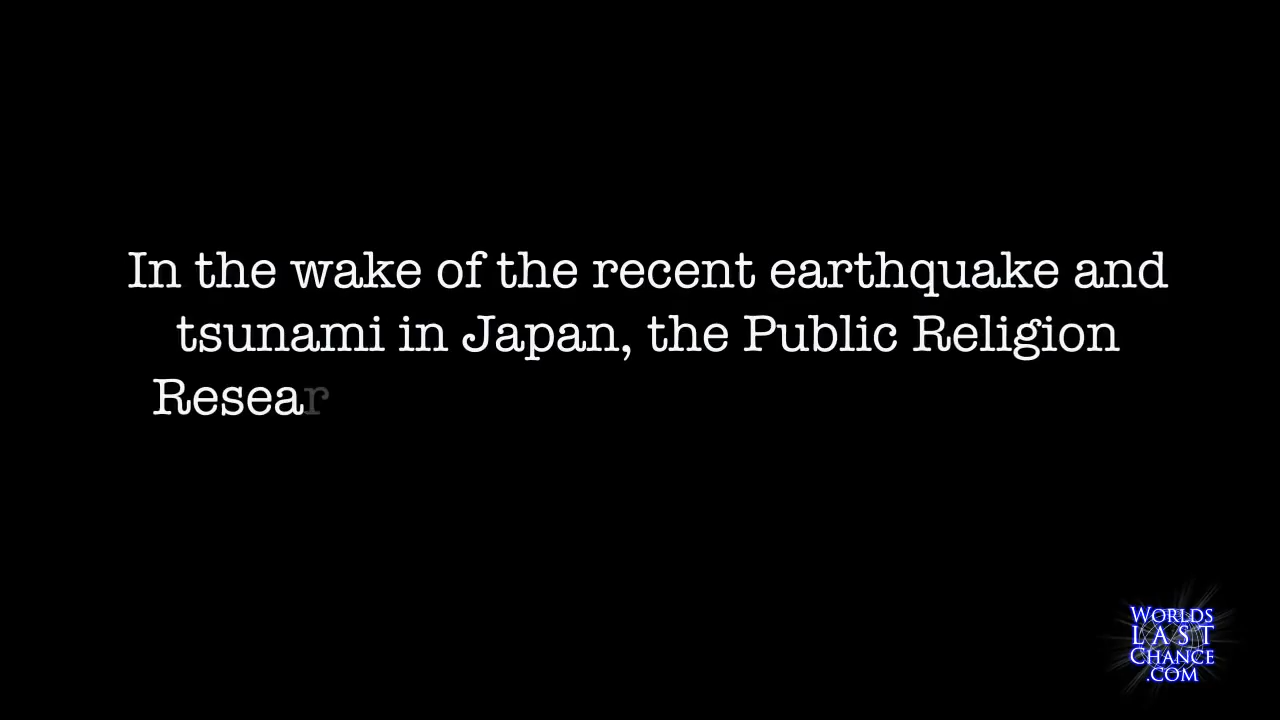 In the wake of the recent earthquake and
tsunami in Japan, the Public Religion
Resear
WORLDS
LAST
CHANCE
.COM